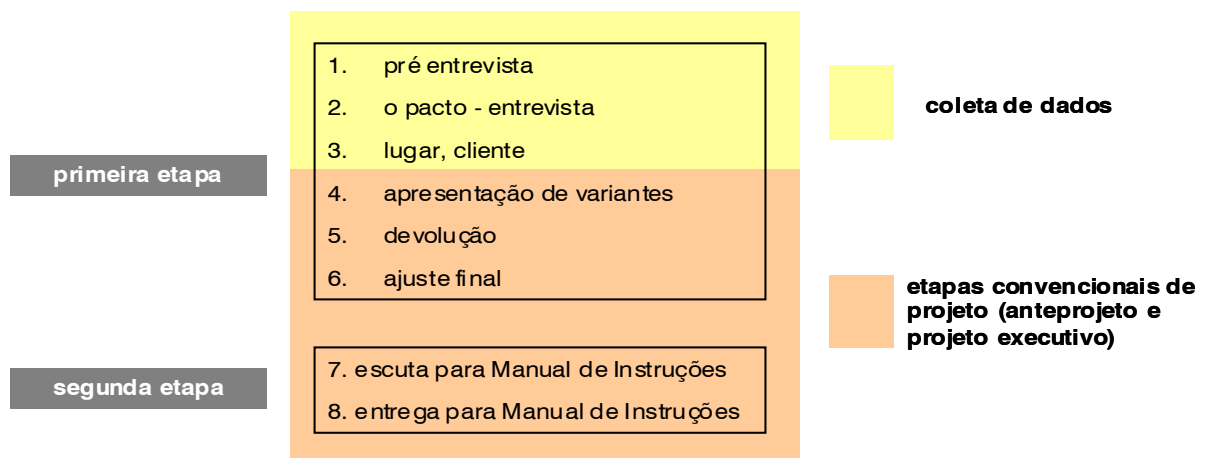 1. pré entrevista
2. o pacto - entrevista
3. lugar, cliente
primeira etapa
4. apresentação de variantes
5. devolução
6. ajuste final
7. escuta para Manual de Instruções
segunda etapa
8. entrega para Manual de Instruções
coleta de dados
etapas convencionais de
projeto (anteprojeto e
projeto executivo)